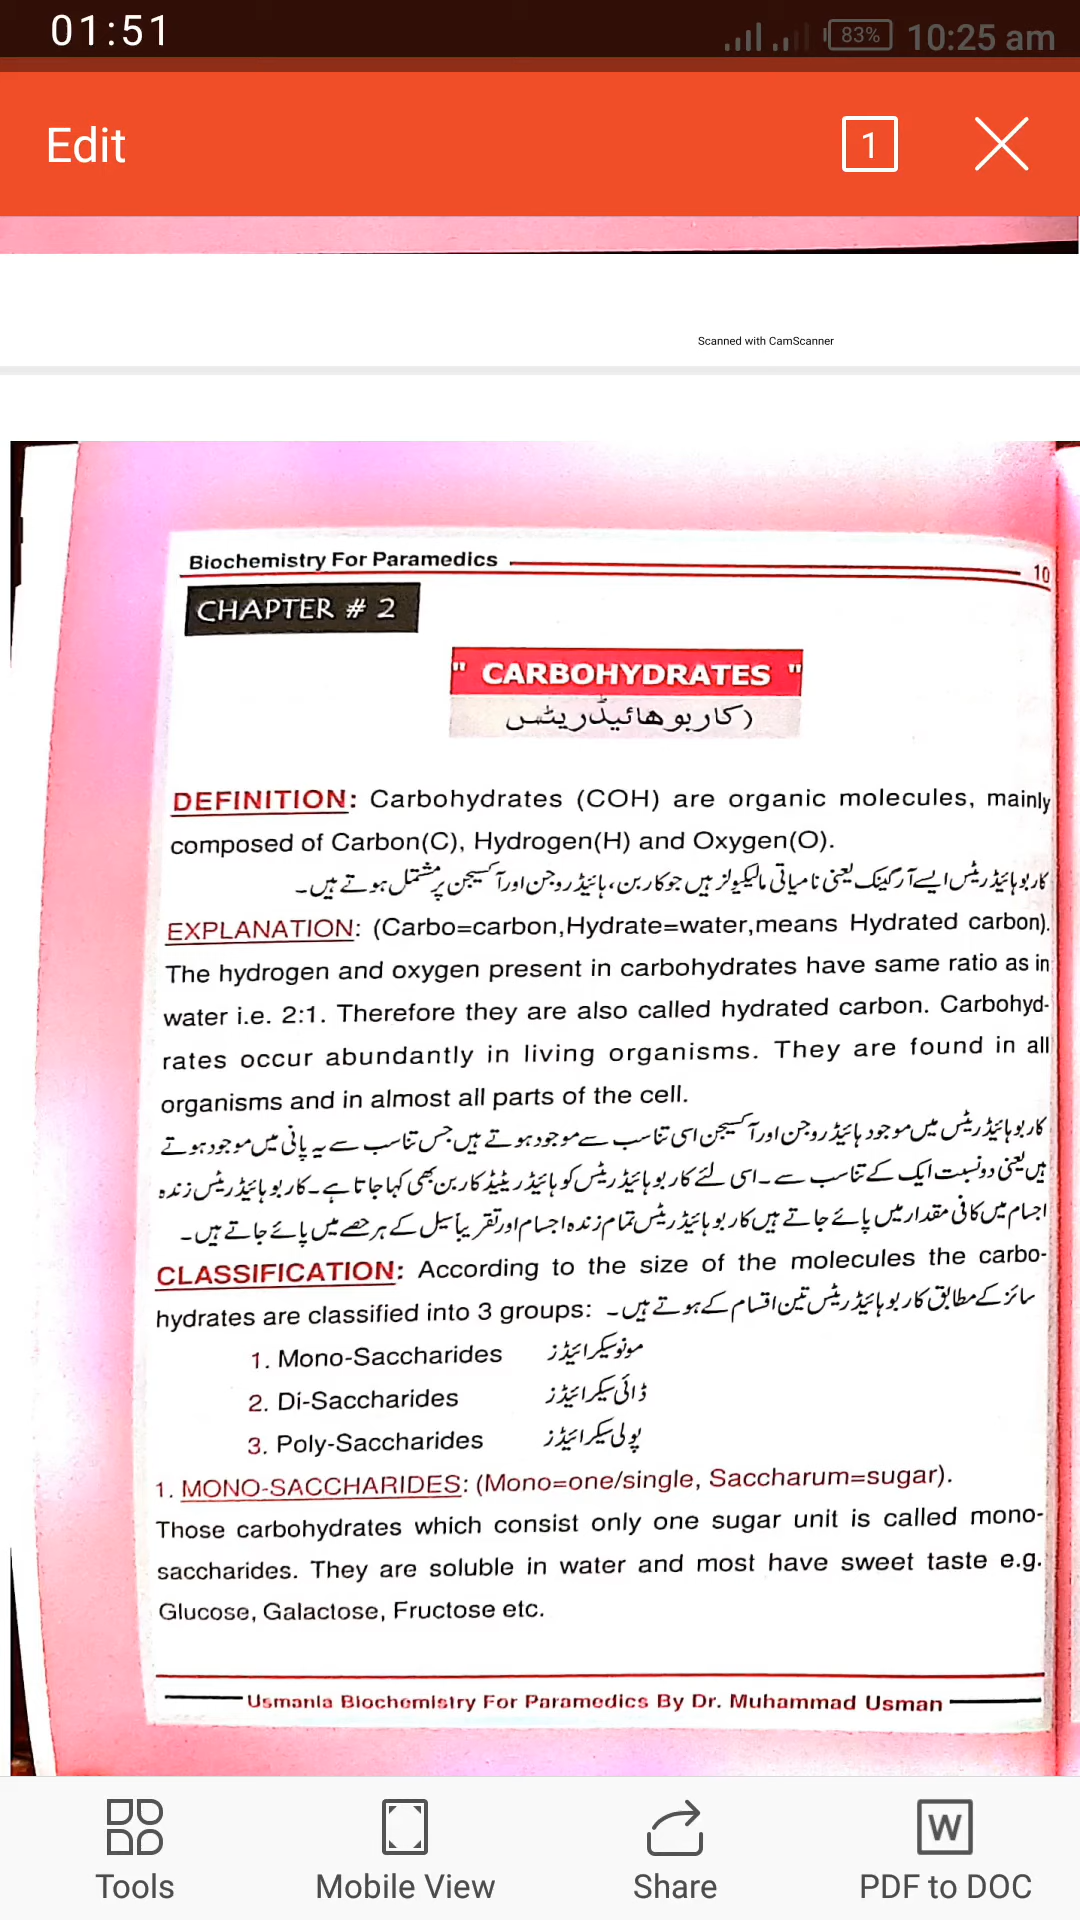 01:51
83% 10:25 am
Edit
1
Scanned with CamScanner
Biochemistry For Paramedics
10
CHAPTER # 2
" CARBOHYDRATES "
(کاربوهائیڈریٹس
DEFINITION: Carbohydrates (COH) are organic molecules, mainly
composed of Carbon(C), Hydrogen(H) and Oxygen(O).
کاربوہائیڈریٹس ایسے آرگینک یعنی نامیاتی مالیکیولز ہیں جو کاربن، ہائیڈروجن اور آکسیجن پر مشتمل ہوتے ہیں۔
EXPLANATION: (Carbo=carbon,Hydrate=water,means Hydrated carbon).
The hydrogen and oxygen present in carbohydrates have same ratio as in
water i.e. 2:1. Therefore they are also called hydrated carbon. Carbohyd-
rates occur abundantly in living organisms. They are found in all
organisms and in almost all parts of the cell.
کاربوہائیڈریٹس میں موجود ہائیڈروجن اور آکسیجن اسی تناسب سے موجود ہوتے ہیں جس تناسب سے یہ پانی میں موجود ہوتے
ہیں یعنی دو نسبت ایک کے تناسب سے۔ اسی لئے کاربوہائیڈریٹس کو ہائیڈریٹیڈ کاربن بھی کہا جاتا ہے۔ کاربوہائیڈریٹس زندہ
اجسام میں کافی مقدار میں پائے جاتے ہیں کاربوہائیڈریٹس تمام زندہ اجسام اور تقریباً سیل کے ہر حصے میں پائے جاتے ہیں۔
CLASSIFICATION: According to the size of the molecules the carbo-
hydrates are classified into 3 groups: سائز کے مطابق کاربوہائیڈریٹس تین اقسام کے ہوتے ہیں۔
1. Mono-Saccharides مونوسیکرائیڈز
2. Di-Saccharides ڈائی سیکرائیڈز
3. Poly-Saccharides پولی سیکرائیڈز
1. MONO-SACCHARIDES: (Mono=one/single, Saccharum=sugar).
Those carbohydrates which consist only one sugar unit is called mono-
saccharides. They are soluble in water and most have sweet taste e.g.
Glucose, Galactose, Fructose etc.
Usmania Biochemistry For Paramedics By Dr. Muhammad Usman
Tools
Mobile View
Share
W
PDF to DOC